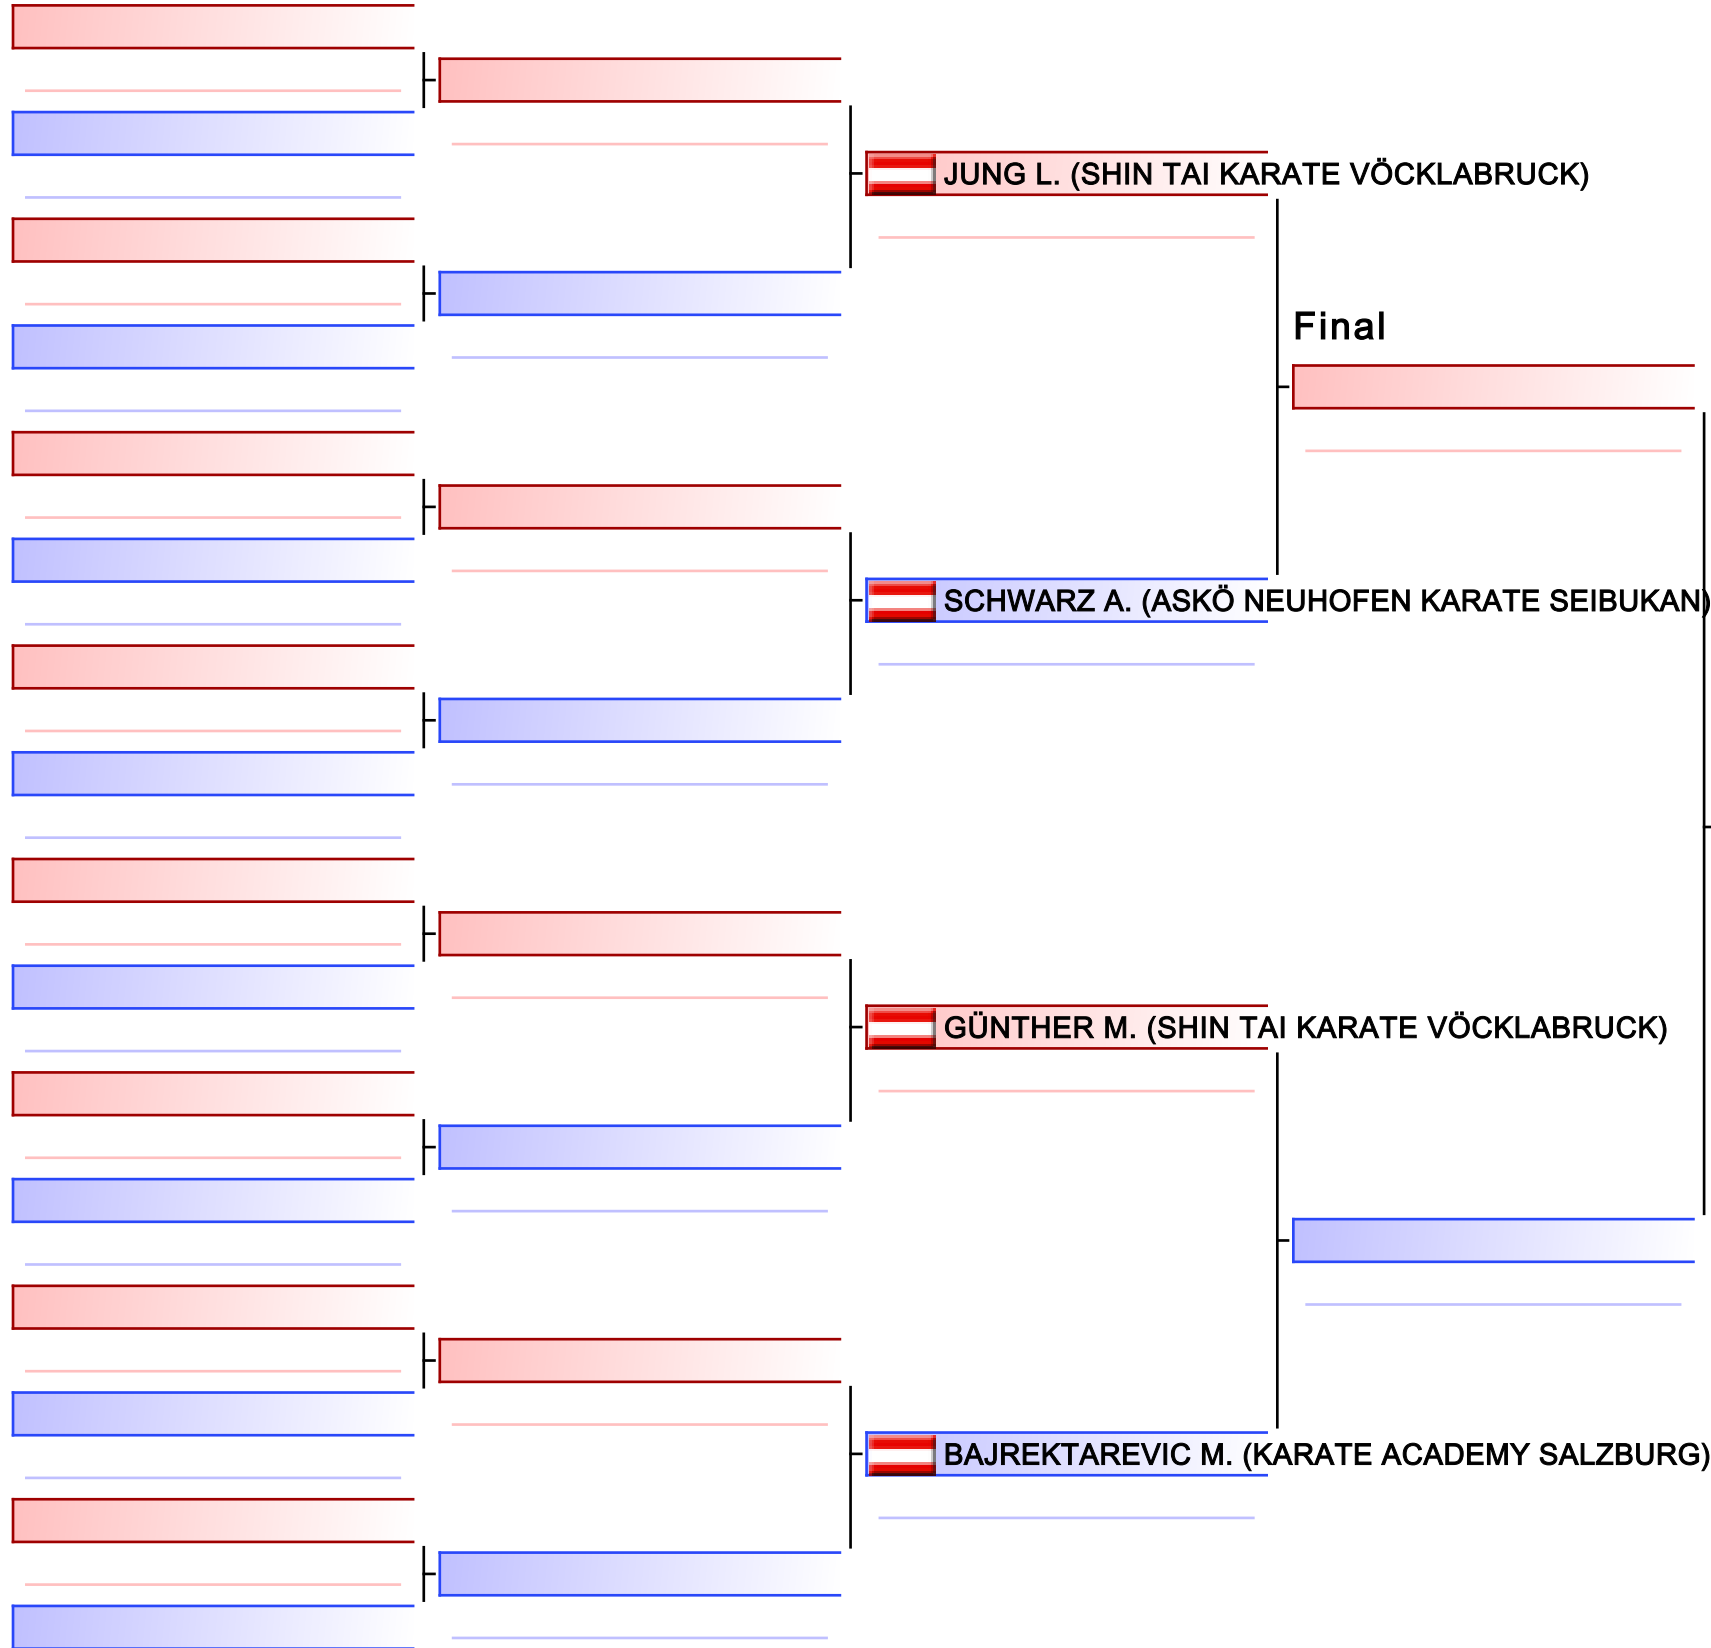 JUNG L. (SHIN TAI KARATE VÖCKLABRUCK)
Final
SCHWARZ A. (ASKÖ NEUHOFEN KARATE SEIBUKAN)
GÜNTHER M. (SHIN TAI KARATE VÖCKLABRUCK)
BAJREKTAREVIC M. (KARATE ACADEMY SALZBURG)